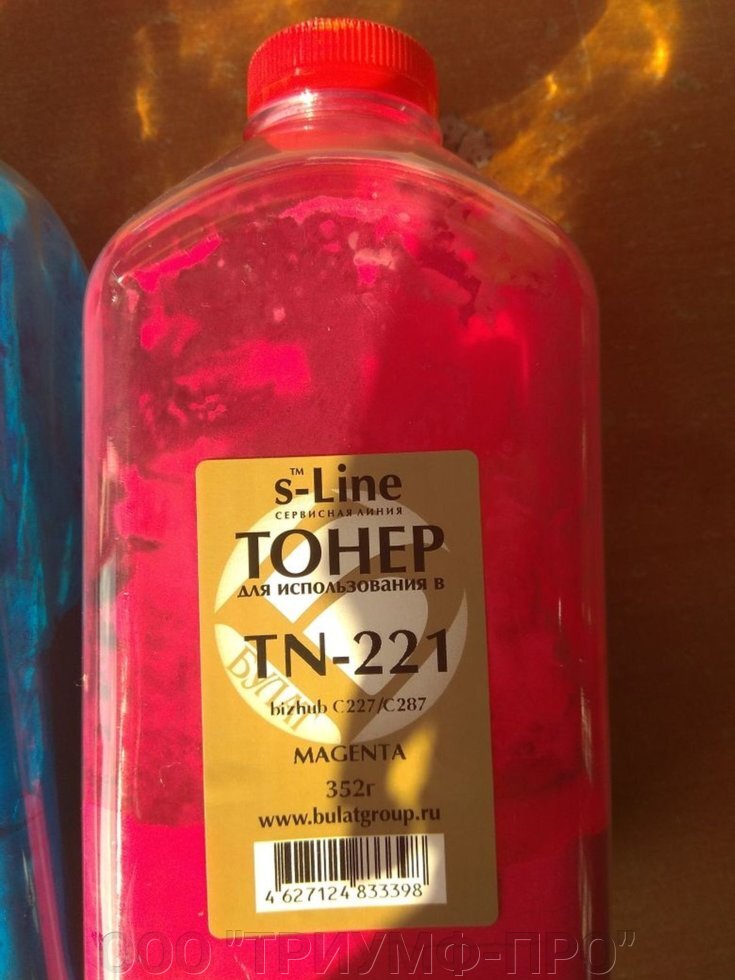 ™
s-Line
СЕРВИСНАЯ ЛИНИЯ
ТОНЕР
для использования в
TN-221
БУЛАТ
bizhub C227/C287
MAGENTA
352г
www.bulatgroup.ru
4 627124 833398
ООО "ТРИУМФ-ПРО"